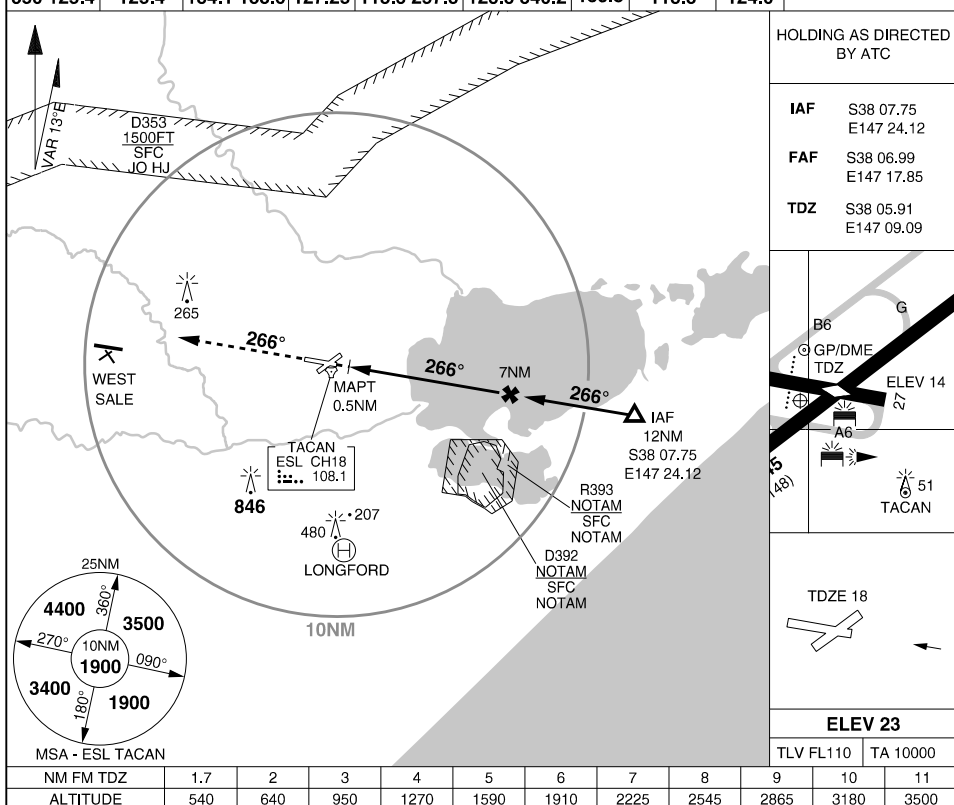 HOLDING AS DIRECTED
BY ATC
IAF S38 07.75
E147 24.12
FAF S38 06.99
E147 17.85
TDZ S38 05.91
E147 09.09
VAR 13°E
D353
1500FT
SFC
JO HJ
265
266°
266°
266°
7NM
WEST
SALE
MAPT
0.5NM
IAF
12NM
S38 07.75
E147 24.12
TACAN
ESL CH18
108.1
846
480
207
H
LONGFORD
R393
NOTAM
SFC
NOTAM
D392
NOTAM
SFC
NOTAM
10NM
G
B6
GP/DME
TDZ
ELEV 14
27
A6
148)
51
TACAN
25NM
4400
360°
3500
270°
10NM
1900
090°
3400
180°
1900
MSA - ESL TACAN
TDZE 18
ELEV 23
TLV FL110 TA 10000
NM FM TDZ 1.7 2 3 4 5 6 7 8 9 10 11
ALTITUDE 540 640 950 1270 1590 1910 2225 2545 2865 3180 3500